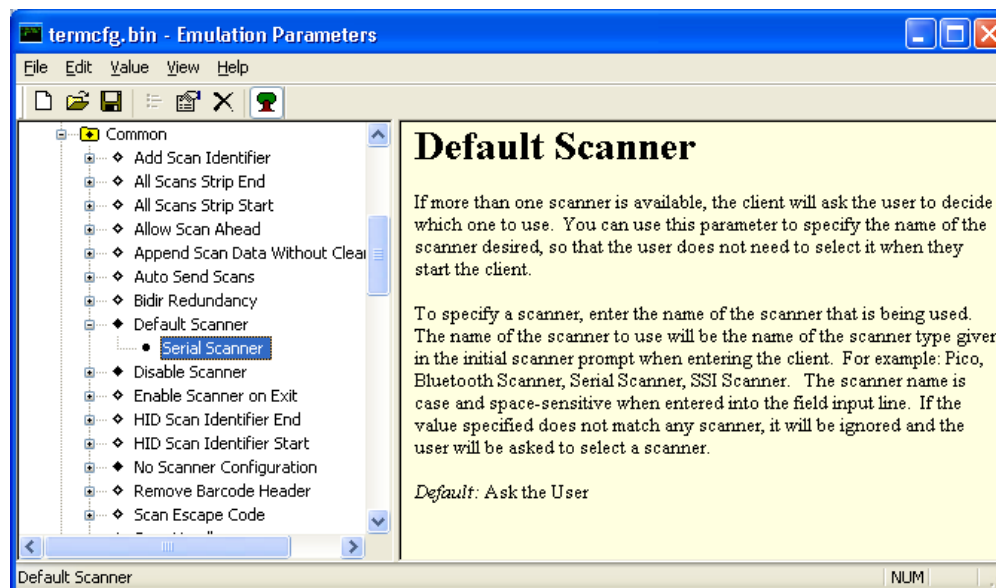 termcfg.bin - Emulation Parameters
File Edit Value View Help
Common
Add Scan Identifier
All Scans Strip End
All Scans Strip Start
Allow Scan Ahead
Append Scan Data Without Clear
Auto Send Scans
Bidir Redundancy
Default Scanner
Serial Scanner
Disable Scanner
Enable Scanner on Exit
HID Scan Identifier End
HID Scan Identifier Start
No Scanner Configuration
Remove Barcode Header
Scan Escape Code
Default Scanner
If more than one scanner is available, the client will ask the user to decide
which one to use. You can use this parameter to specify the name of the
scanner desired, so that the user does not need to select it when they
start the client.
To specify a scanner, enter the name of the scanner that is being used.
The name of the scanner to use will be the name of the scanner type given
in the initial scanner prompt when entering the client. For example: Pico,
Bluetooth Scanner, Serial Scanner, SSI Scanner. The scanner name is
case and space-sensitive when entered into the field input line. If the
value specified does not match any scanner, it will be ignored and the
user will be asked to select a scanner.
Default: Ask the User
Default Scanner
NUM